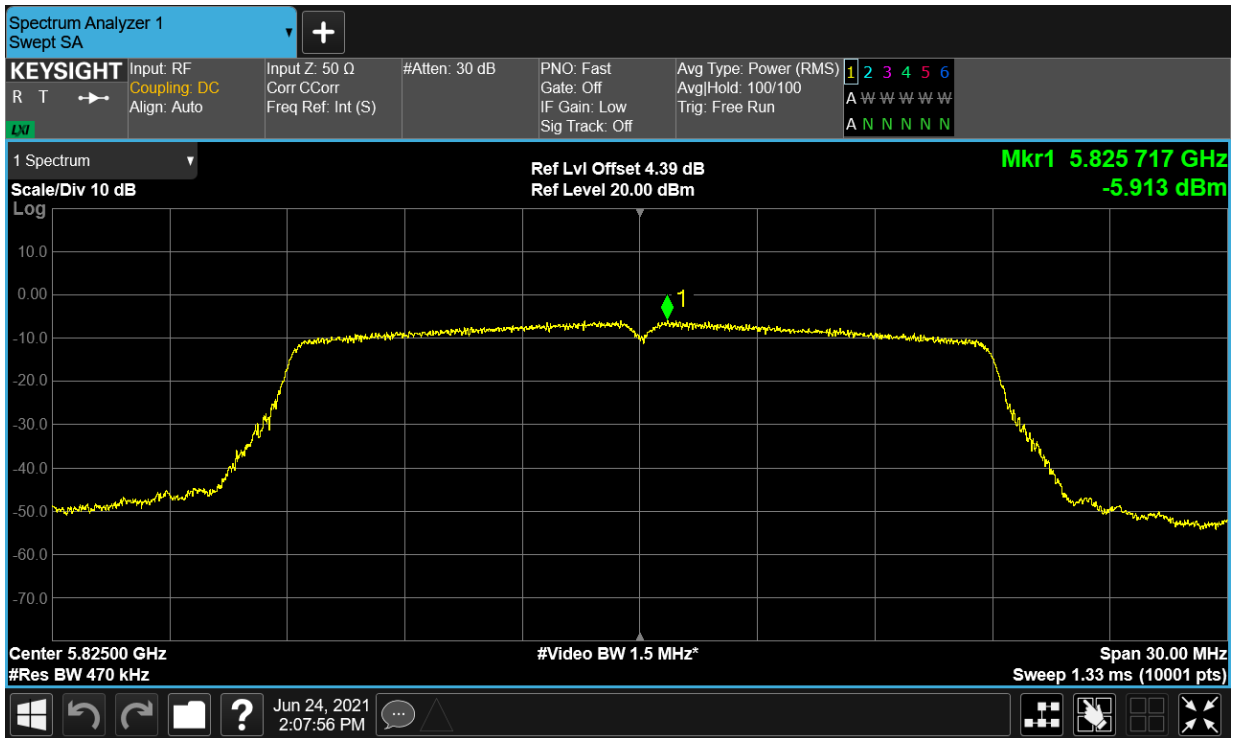 Spectrum Analyzer 1
Swept SA
KEYSIGHT
R T
LXI
Input: RF
Coupling: DC
Align: Auto
Input Z: 50 Ω
Corr CCorr
Freq Ref: Int (S)
#Atten: 30 dB
PNO: Fast
Gate: Off
IF Gain: Low
Sig Track: Off
Avg Type: Power (RMS)
Avg|Hold: 100/100
Trig: Free Run
1 2 3 4 5 6
A W W W W W
A N N N N N
1 Spectrum
Scale/Div 10 dB
Log
Ref Lvl Offset 4.39 dB
Ref Level 20.00 dBm
Mkr1 5.825 717 GHz
-5.913 dBm
10.0
0.00
-10.0
-20.0
-30.0
-40.0
-50.0
-60.0
-70.0
1
Center 5.82500 GHz
#Res BW 470 kHz
#Video BW 1.5 MHz*
Span 30.00 MHz
Sweep 1.33 ms (10001 pts)
?
Jun 24, 2021
2:07:56 PM